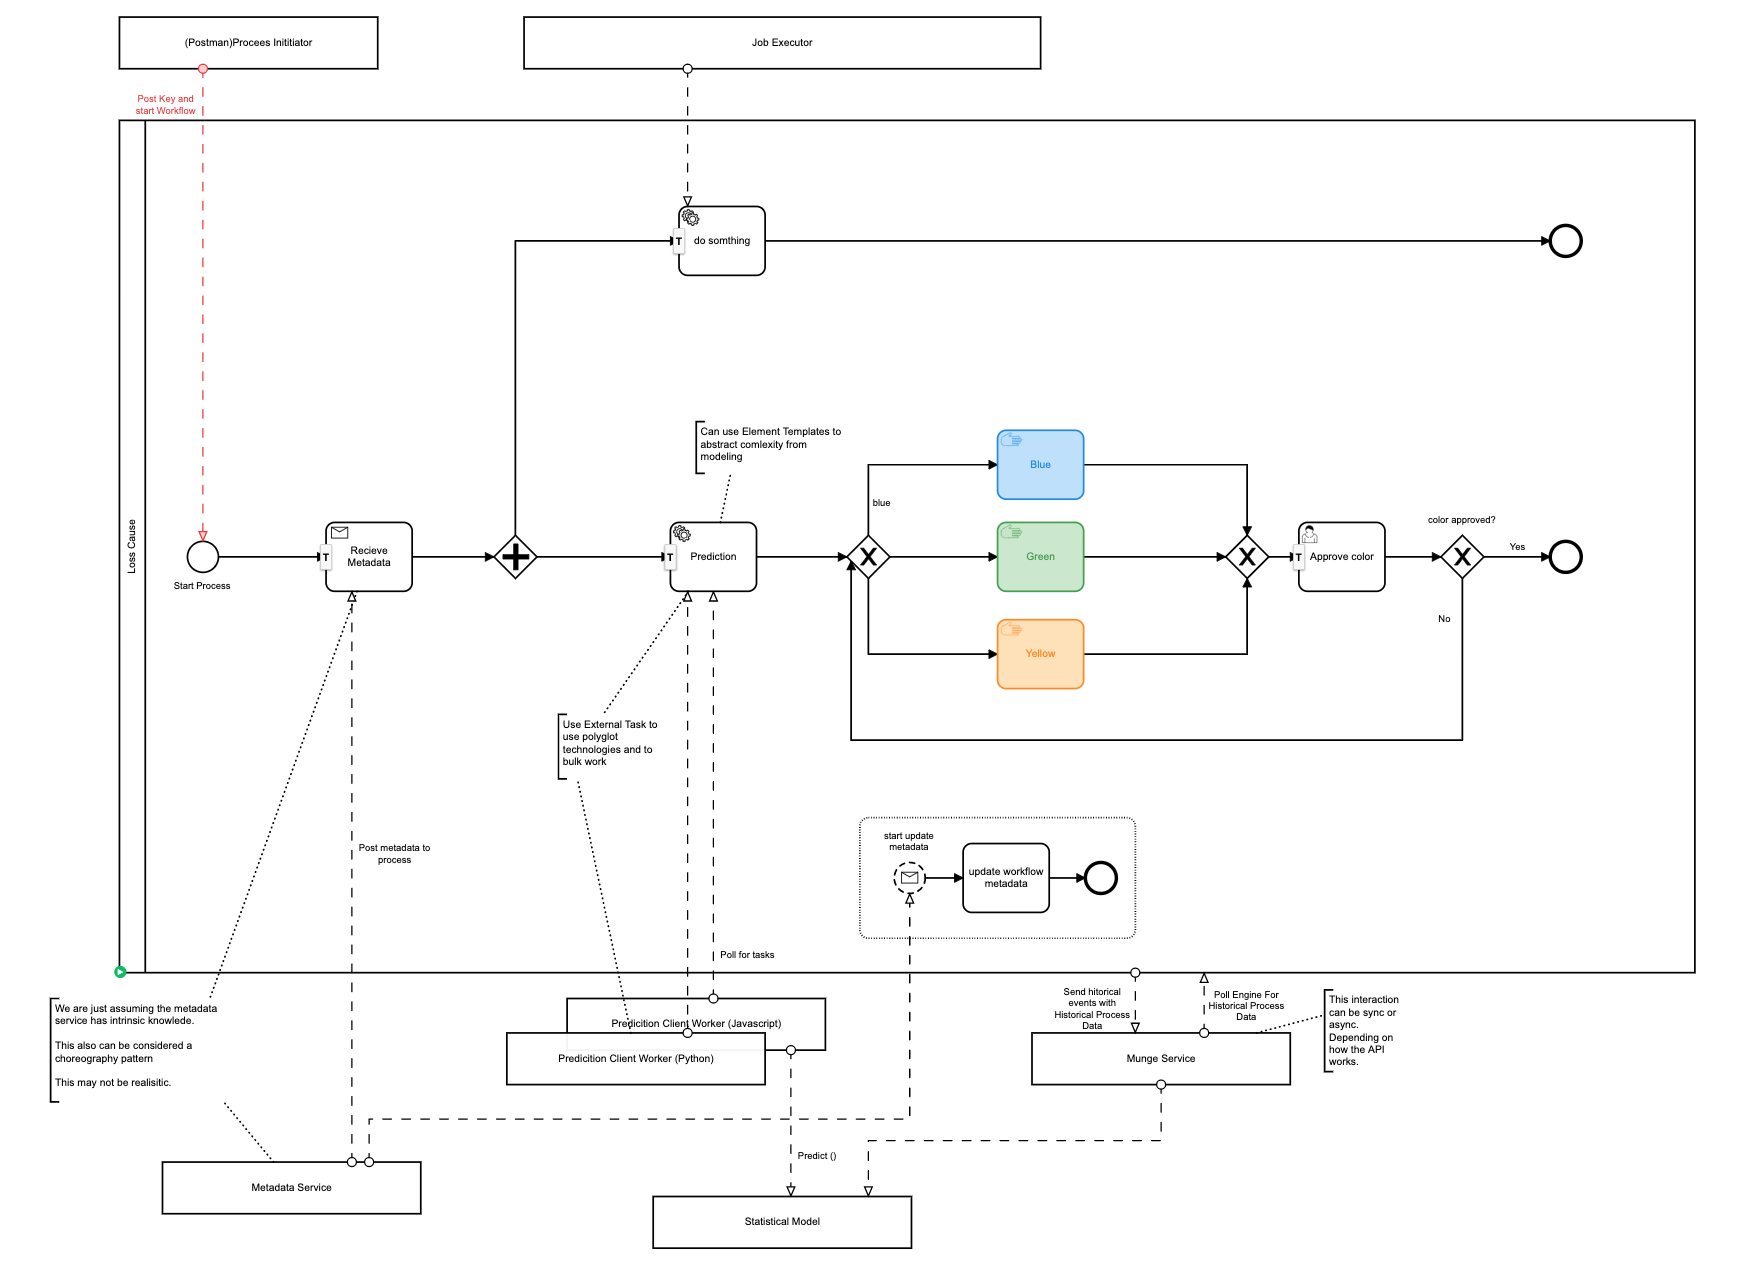 (Postman)Procees Inititiator
Job Executor
Post Key and
start Workflow
T
do somthing
Can use Element Templates to
abstract comlexity from
modeling
Blue
blue
color approved?
Loss Cause
Start Process
T
Recieve
Metadata
T
Prediction
X
Green
X
T
Approve color
X
Yes
No
Yellow
Use External Task to
use polyglot
technologies and to
bulk work
start update
metadata
Post metadata to
process
update workflow
metadata
Poll for tasks
We are just assuming the metadata
service has intrinsic knowlede.
This also can be considered a
choreography pattern
This may not be realisitic.
Predicition Client Worker (Javascript)
Predicition Client Worker (Python)
Send hitorical
events with
Historical Process
Data
Poll Engine For
Historical Process
Data
This interaction
can be sync or
async.
Depending on
how the API
works.
Munge Service
Predict ()
Metadata Service
Statistical Model